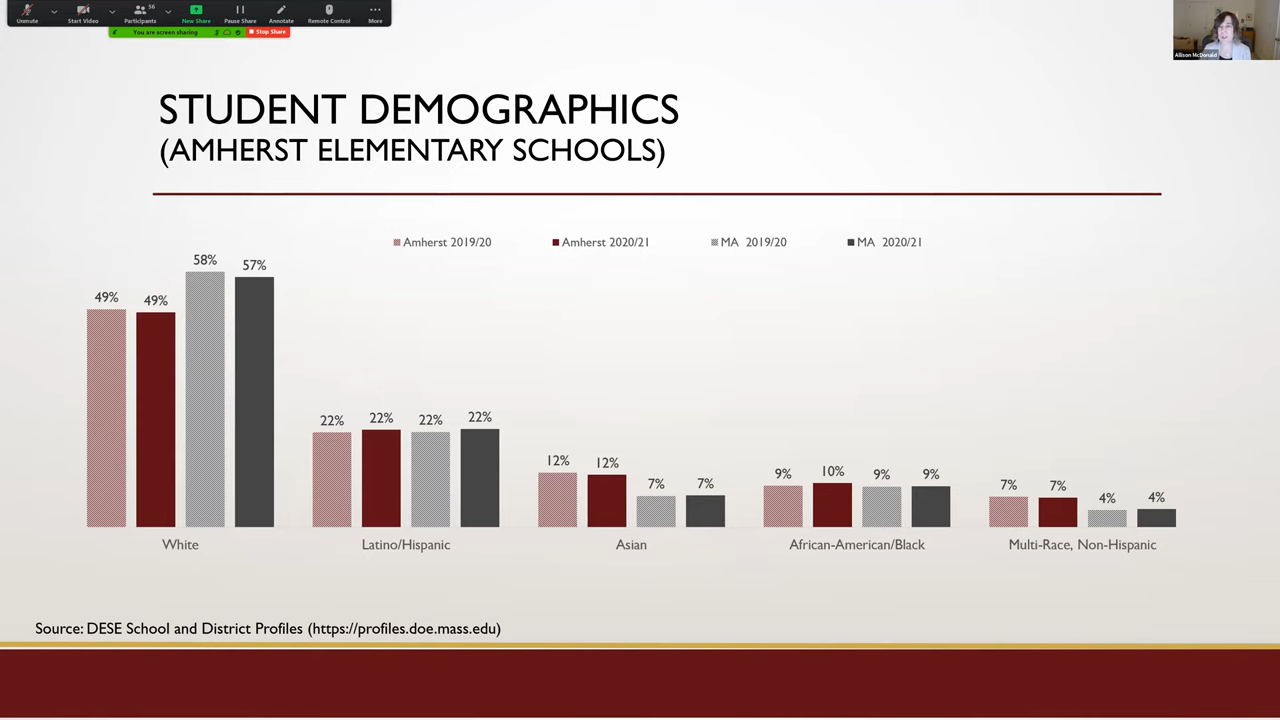 56
Unmute Start Video Participants New Share Pause Share Annotate Remote Control More
You are screen sharing Stop Share
Allison McDonald
STUDENT DEMOGRAPHICS
(AMHERST ELEMENTARY SCHOOLS)
Amherst 2019/20 Amherst 2020/21 MA 2019/20 MA 2020/21
49% 49% 58% 57%
22% 22% 22% 22%
12% 12% 7% 7%
9% 10% 9% 9%
7% 7% 4% 4%
White Latino/Hispanic Asian African-American/Black Multi-Race, Non-Hispanic
Source: DESE School and District Profiles (https://profiles.doe.mass.edu)